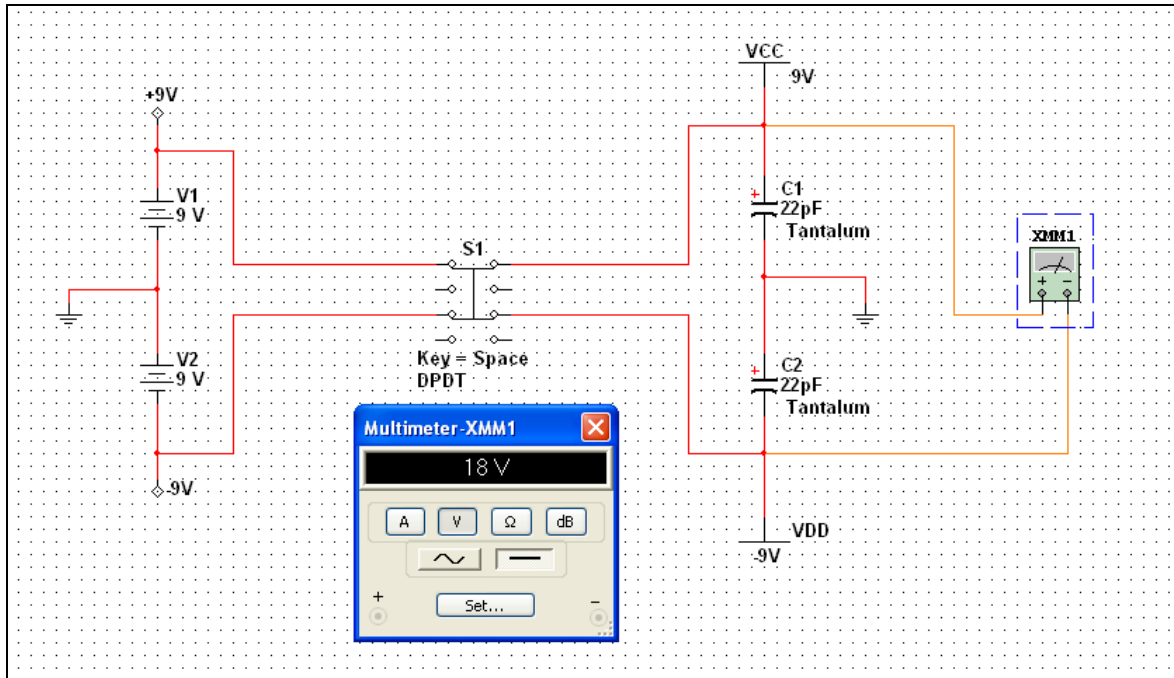 +9V
V1
9 V
V2
9 V
-9V
S1
Key = Space
DPDT
VCC
9V
+
C1
22pF
Tantalum
+
C2
22pF
Tantalum
VDD
-9V
XMM1
+ −
Multimeter-XMM1
18 V
A V Ω dB
+ Set... −